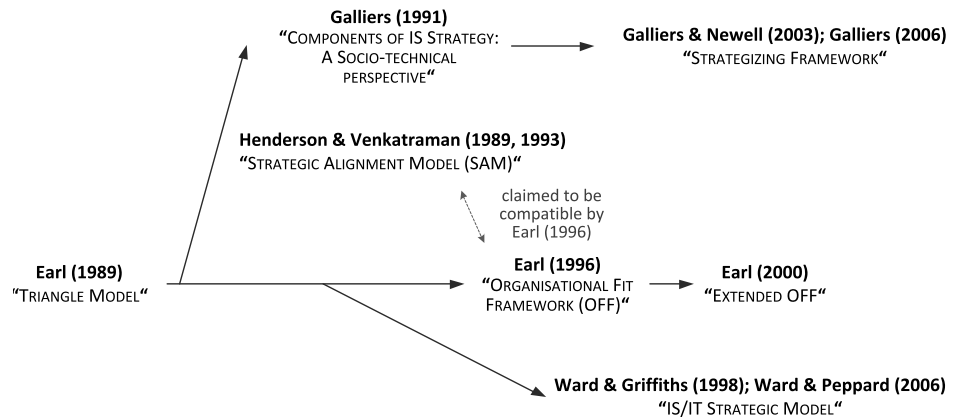 Galliers (1991)
“COMPONENTS OF IS STRATEGY:
A SOCIO-TECHNICAL
PERSPECTIVE“
Galliers & Newell (2003); Galliers (2006)
“STRATEGIZING FRAMEWORK“
Henderson & Venkatraman (1989, 1993)
“STRATEGIC ALIGNMENT MODEL (SAM)“
claimed to be
compatible by
Earl (1996)
Earl (1989)
“TRIANGLE MODEL“
Earl (1996)
“ORGANISATIONAL FIT
FRAMEWORK (OFF)“
Earl (2000)
“EXTENDED OFF“
Ward & Griffiths (1998); Ward & Peppard (2006)
“IS/IT STRATEGIC MODEL“